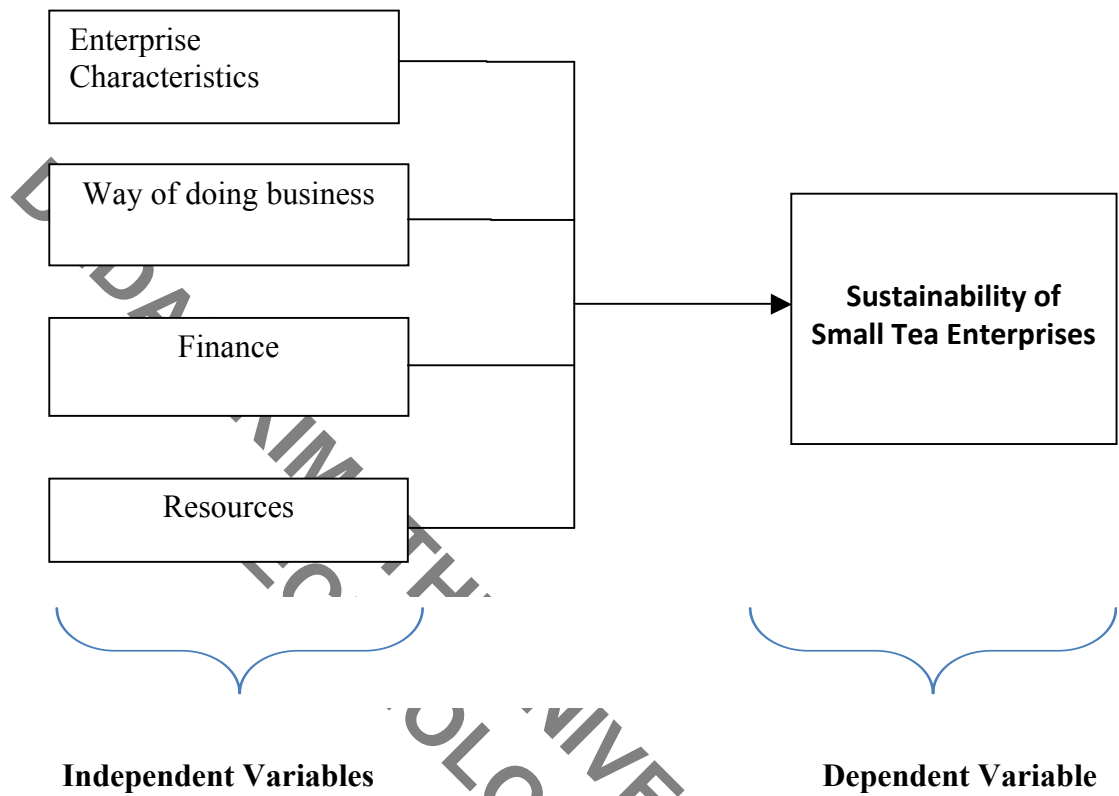 Enterprise
Characteristics
Way of doing business
Finance
Resources
Sustainability of
Small Tea Enterprises
Independent Variables
Dependent Variable